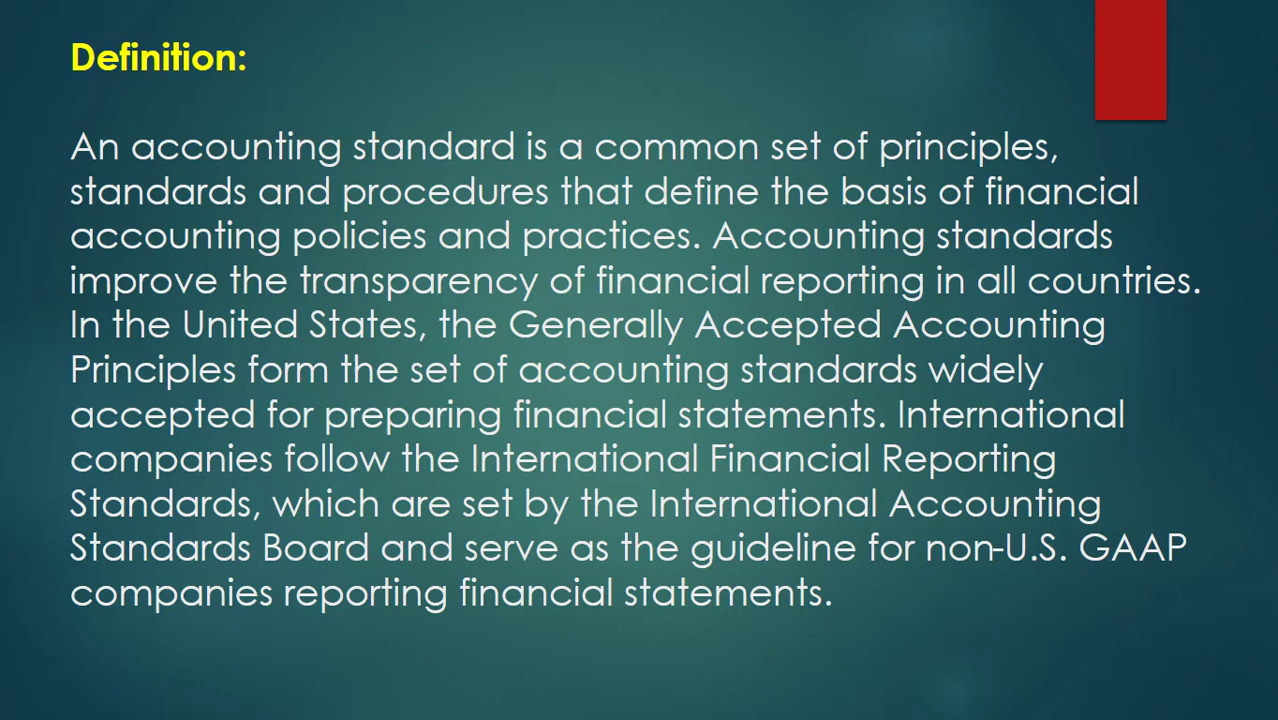 Definition:
An accounting standard is a common set of principles,
standards and procedures that define the basis of financial
accounting policies and practices. Accounting standards
improve the transparency of financial reporting in all countries.
In the United States, the Generally Accepted Accounting
Principles form the set of accounting standards widely
accepted for preparing financial statements. International
companies follow the International Financial Reporting
Standards, which are set by the International Accounting
Standards Board and serve as the guideline for non-U.S. GAAP
companies reporting financial statements.